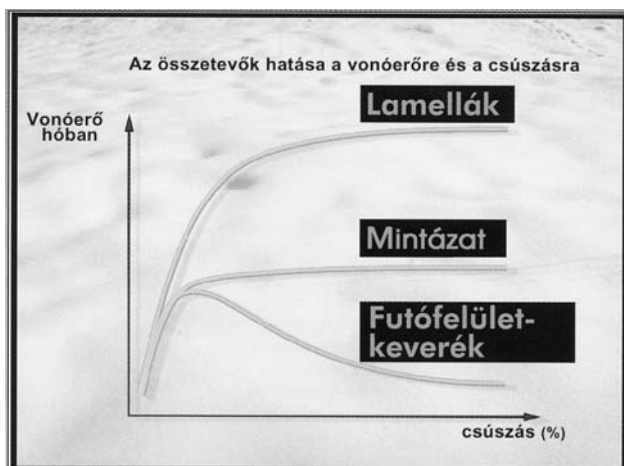 Az összetevők hatása a vonóerőre és a csúszásra
Vonóerő
hóban
Lamellák
Mintázat
Futófelület-
keverék
csúszás (%)